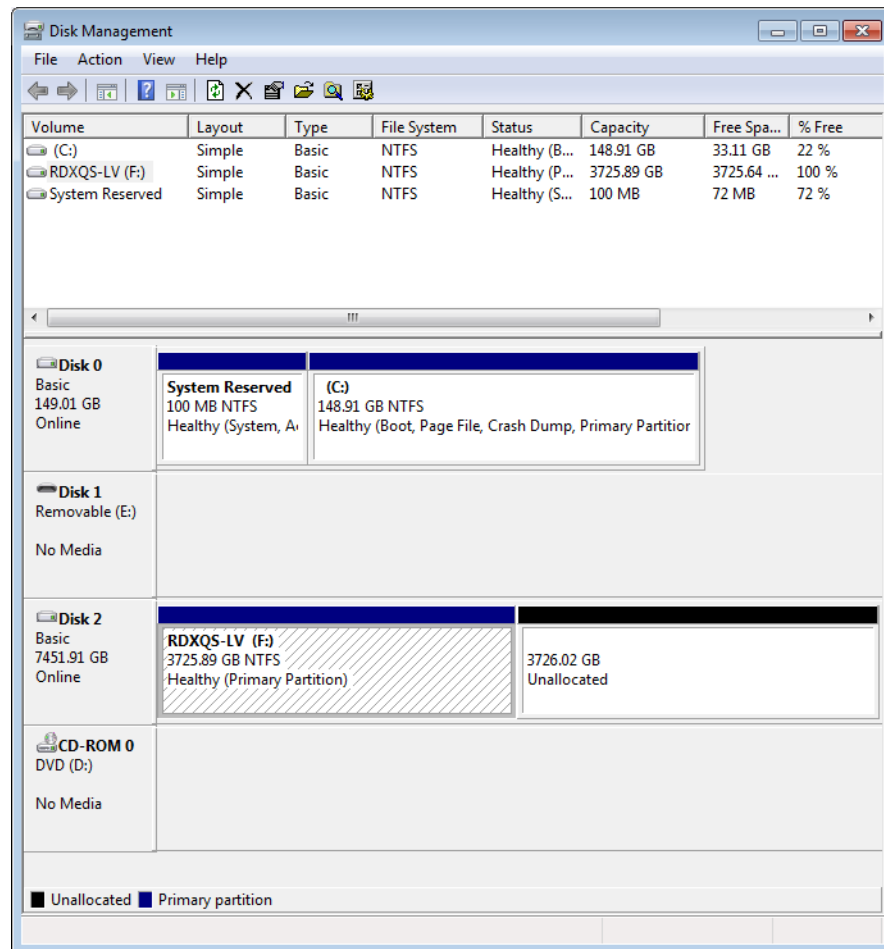 Disk Management
File Action View Help
Volume Layout Type File System Status Capacity Free Spa... % Free
(C:) Simple Basic NTFS Healthy (B... 148.91 GB 33.11 GB 22 %
RDXQS-LV (F:) Simple Basic NTFS Healthy (P... 3725.89 GB 3725.64 ... 100 %
System Reserved Simple Basic NTFS Healthy (S... 100 MB 72 MB 72 %
Disk 0
Basic
149.01 GB
Online
System Reserved
100 MB NTFS
Healthy (System, A
(C:)
148.91 GB NTFS
Healthy (Boot, Page File, Crash Dump, Primary Partitior
Disk 1
Removable (E:)
No Media
Disk 2
Basic
7451.91 GB
Online
RDXQS-LV (F:)
3725.89 GB NTFS
Healthy (Primary Partition)
3726.02 GB
Unallocated
CD-ROM 0
DVD (D:)
No Media
Unallocated Primary partition